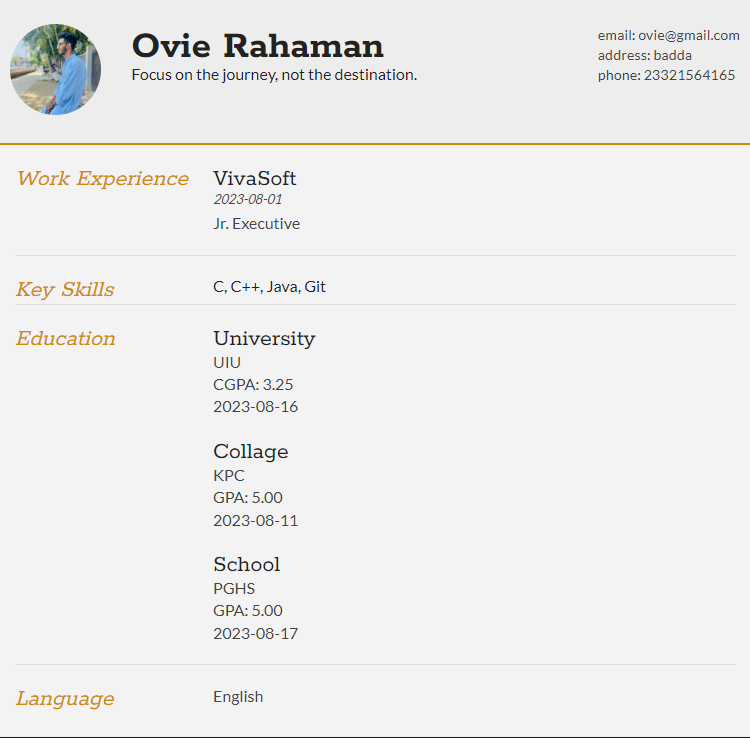 Ovie Rahaman
Focus on the journey, not the destination.
email: ovie@gmail.com
address: badda
phone: 23321564165
Work Experience
VivaSoft
2023-08-01
Jr. Executive
Key Skills
C, C++, Java, Git
Education
University
UIU
CGPA: 3.25
2023-08-16
Collage
KPC
GPA: 5.00
2023-08-11
School
PGHS
GPA: 5.00
2023-08-17
Language
English